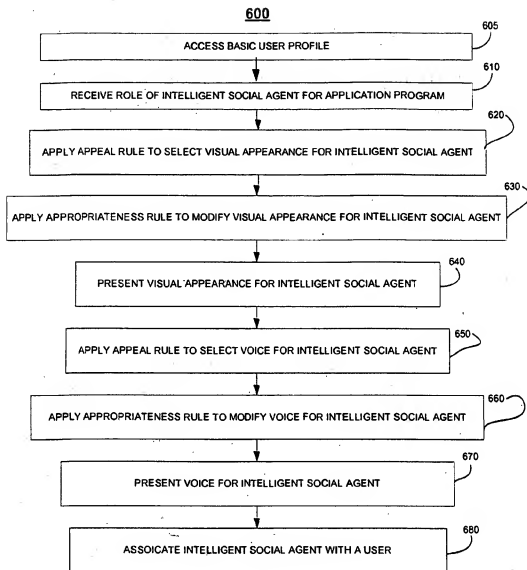 600
ACCESS BASIC USER PROFILE
605
RECEIVE ROLE OF INTELLIGENT SOCIAL AGENT FOR APPLICATION PROGRAM
610
APPLY APPEAL RULE TO SELECT VISUAL APPEARANCE FOR INTELLIGENT SOCIAL AGENT
620
APPLY APPROPRIATENESS RULE TO MODIFY VISUAL APPEARANCE FOR INTELLIGENT SOCIAL AGENT
630
PRESENT VISUAL APPEARANCE FOR INTELLIGENT SOCIAL AGENT
640
APPLY APPEAL RULE TO SELECT VOICE FOR INTELLIGENT SOCIAL AGENT
650
APPLY APPROPRIATENESS RULE TO MODIFY VOICE FOR INTELLIGENT SOCIAL AGENT
660
PRESENT VOICE FOR INTELLIGENT SOCIAL AGENT
670
ASSOICATE INTELLIGENT SOCIAL AGENT WITH A USER
680